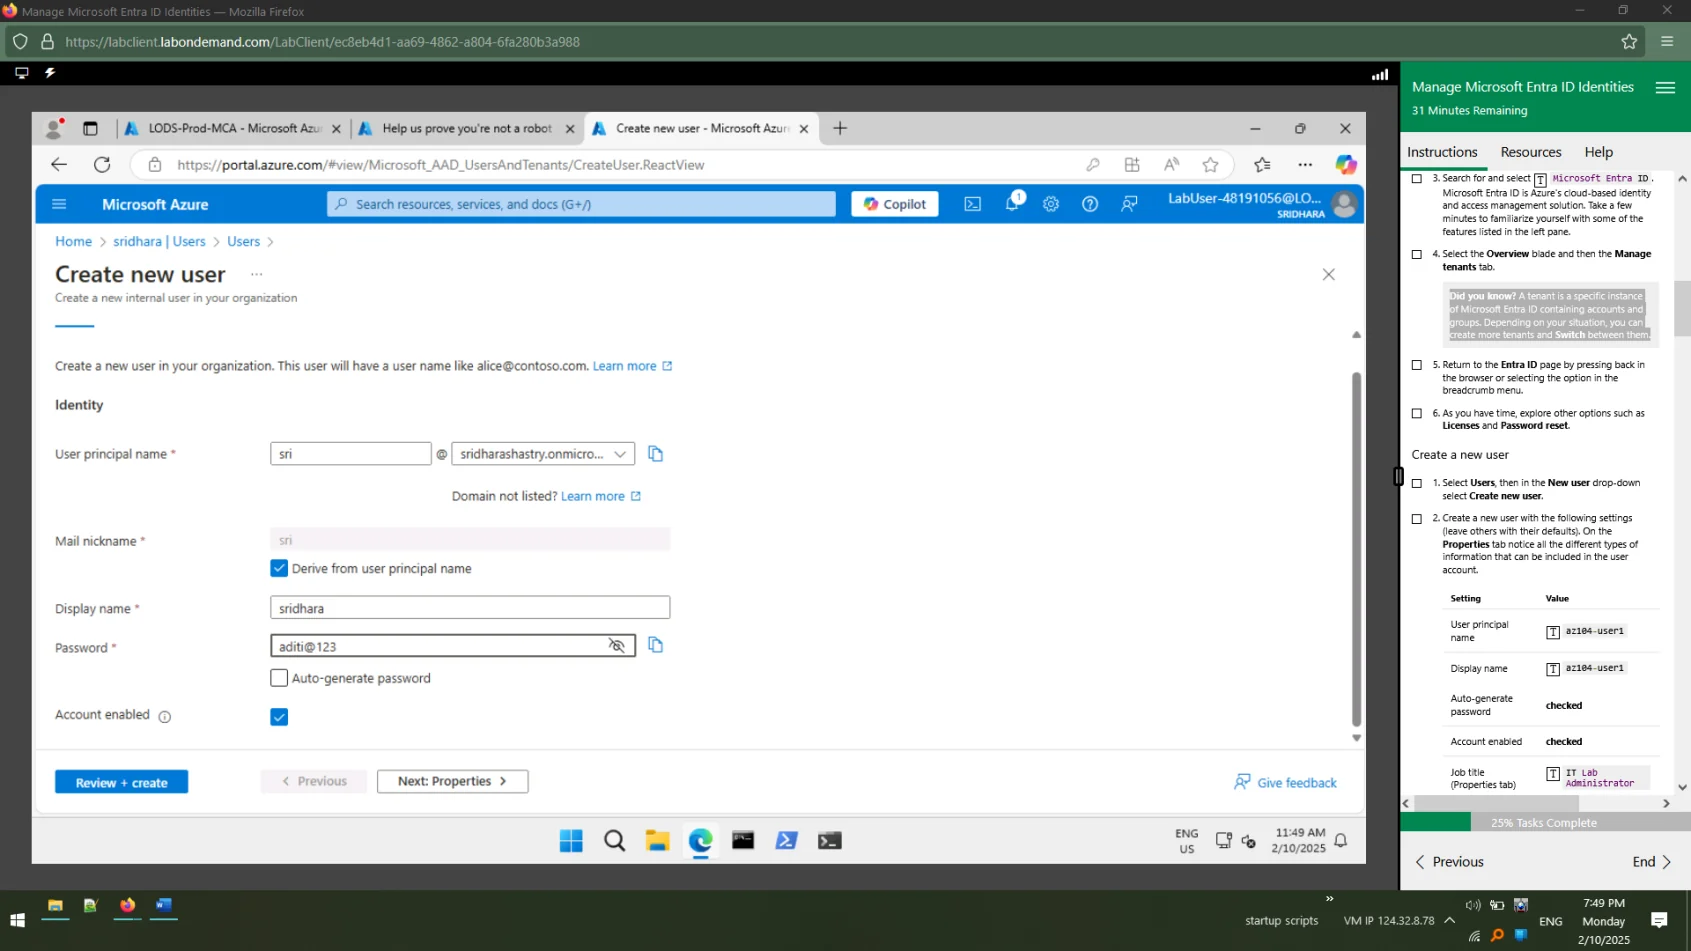 Manage Microsoft Entra ID Identities — Mozilla Firefox
https://labclient.labondemand.com/LabClient/ec8eb4d1-aa69-4862-a804-6fa280b3a988
LODS-Prod-MCA - Microsoft Azu
Help us prove you're not a robot
Create new user - Microsoft Azure
https://portal.azure.com/#view/Microsoft_AAD_UsersAndTenants/CreateUser.ReactView
Microsoft Azure
Search resources, services, and docs (G+/)
Copilot
1
LabUser-48191056@LO...
SRIDHARA
Home > sridhara | Users > Users >
Create new user ...
Create a new internal user in your organization
Create a new user in your organization. This user will have a user name like alice@contoso.com. Learn more
Identity
User principal name *
sri
@
sridharashastry.onmicro...
Domain not listed? Learn more
Mail nickname *
sri
Derive from user principal name
Display name *
sridhara
Password *
aditi@123
Auto-generate password
Account enabled
Review + create
< Previous
Next: Properties >
Give feedback
ENG
US
11:49 AM
2/10/2025
Manage Microsoft Entra ID Identities
31 Minutes Remaining
Instructions
Resources
Help
3. Search for and select T Microsoft Entra ID.
Microsoft Entra ID is Azure's cloud-based identity
and access management solution. Take a few
minutes to familiarize yourself with some of the
features listed in the left pane.
4. Select the Overview blade and then the Manage
tenants tab.
Did you know? A tenant is a specific instance
of Microsoft Entra ID containing accounts and
groups. Depending on your situation, you can
create more tenants and Switch between them.
5. Return to the Entra ID page by pressing back in
the browser or selecting the option in the
breadcrumb menu.
6. As you have time, explore other options such as
Licenses and Password reset.
Create a new user
1. Select Users, then in the New user drop-down
select Create new user.
2. Create a new user with the following settings
(leave others with their defaults). On the
Properties tab notice all the different types of
information that can be included in the user
account.
Setting Value
User principal
name
T az104-user1
Display name
T az104-user1
Auto-generate
password
checked
Account enabled
checked
Job title
(Properties tab)
T IT Lab
Administrator
25% Tasks Complete
< Previous
End >
startup scripts
VM IP 124.32.8.78
ENG
7:49 PM
Monday
2/10/2025